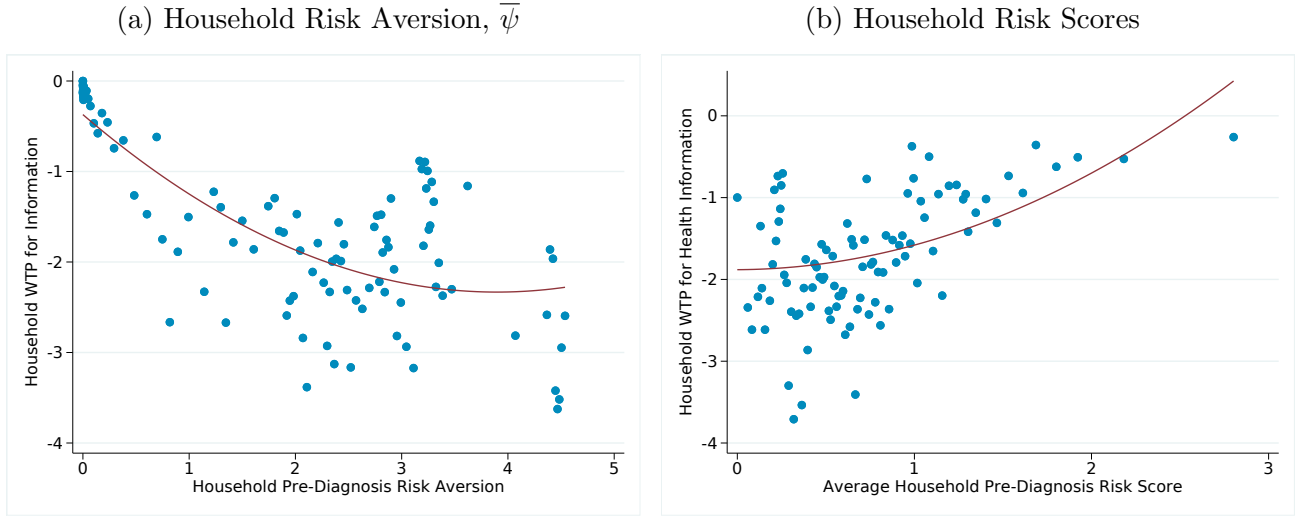 (a) Household Risk Aversion, ψ̅
Household WTP for Information
0
-1
-2
-3
-4
0 1 2 3 4 5
Household Pre-Diagnosis Risk Aversion
(b) Household Risk Scores
Household WTP for Health Information
0
-1
-2
-3
-4
0 1 2 3
Average Household Pre-Diagnosis Risk Score